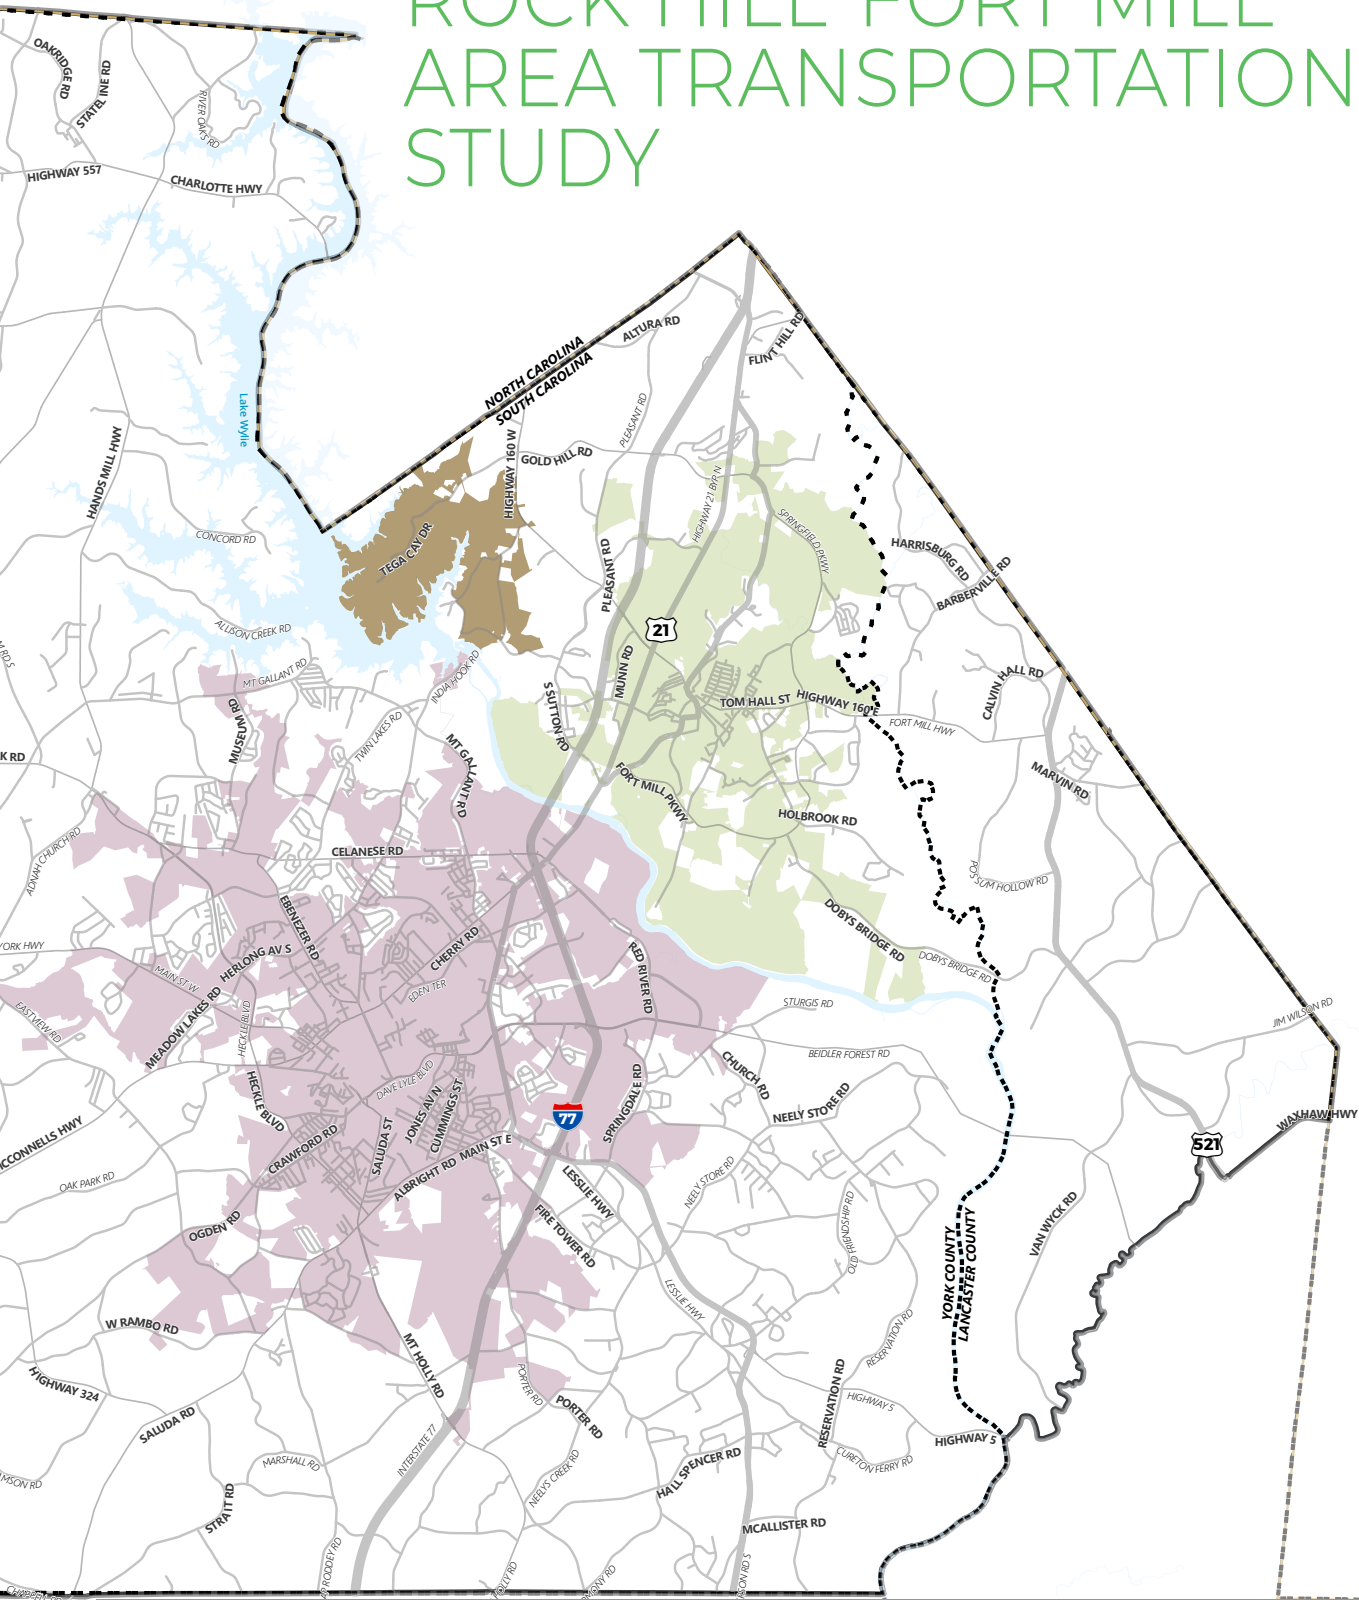 ROCK HILL-FORT MILL
AREA TRANSPORTATION
STUDY
OAKRIDGE RD
RIVER OAKS RD
HIGHWAY 557
CHARLOTTE HWY
Lake Wylie
NORTH CAROLINA
SOUTH CAROLINA
ALTURA RD
FLINT HILL RD
PLEASANT RD
HIGHWAY 160 W
GOLD HILL RD
HANDS MILL HWY
CONCORD RD
TEGA CAY DR
HIGHWAY 21 BYP N
SPRINGFIELD PKWY
HARRISBURG RD
BARBERVILLE RD
PLEASANT RD
21
ALLISON CREEK RD
MT GALLANT RD
INDIA HOOK RD
MUNN RD
TOM HALL ST
HIGHWAY 160 E
CALVIN HALL RD
FORT MILL HWY
MUSEUM RD
TWIN LAKES RD
S SUTTON RD
MT GALLANT RD
K RD
FORT MILL PKWY
MARVIN RD
HOLBROOK RD
ADNAH CHURCH RD
CELANESE RD
POSSUM HOLLOW RD
EBENEZER RD
DOBYS BRIDGE RD
DOBYS BRIDGE RD
YORK HWY
MAIN ST W
HERLONG AV S
CHERRY RD
RED RIVER RD
EDEN TER
EASTVIEW RD
MEADOW LAKES RD
HECKLE BLVD
STURGIS RD
JIM WILSON RD
BEIDLER FOREST RD
DAVE LYLE BLVD
CHURCH RD
NEELY STORE RD
HECKLE BLVD
JONES AV N
CUMMINGS ST
SPRINGDALE RD
77
WAXHAW HWY
521
CCONNELLS HWY
CRAWFORD RD
SALUDA ST
MAIN ST E
ALBRIGHT RD
OAK PARK RD
LESSLIE HWY
NEELY STORE RD
OGDEN RD
FIRE TOWER RD
OLD FRIENDSHIP RD
VAN WYCK RD
YORK COUNTY
LANCASTER COUNTY
LESSLIE HWY
W RAMBO RD
MT HOLLY RD
RESERVATION RD
HIGHWAY 324
PORTER RD
PORTER RD
RESERVATION RD
HIGHWAY 5
HIGHWAY 5
SALUDA RD
INTERSTATE 77
MARSHALL RD
CURETON FERRY RD
MSON RD
HALL SPENCER RD
NEELYS CREEK RD
STRAIT RD
MCALLISTER RD
RODDEY RD
OLLY RD
MONY RD
SON RD S